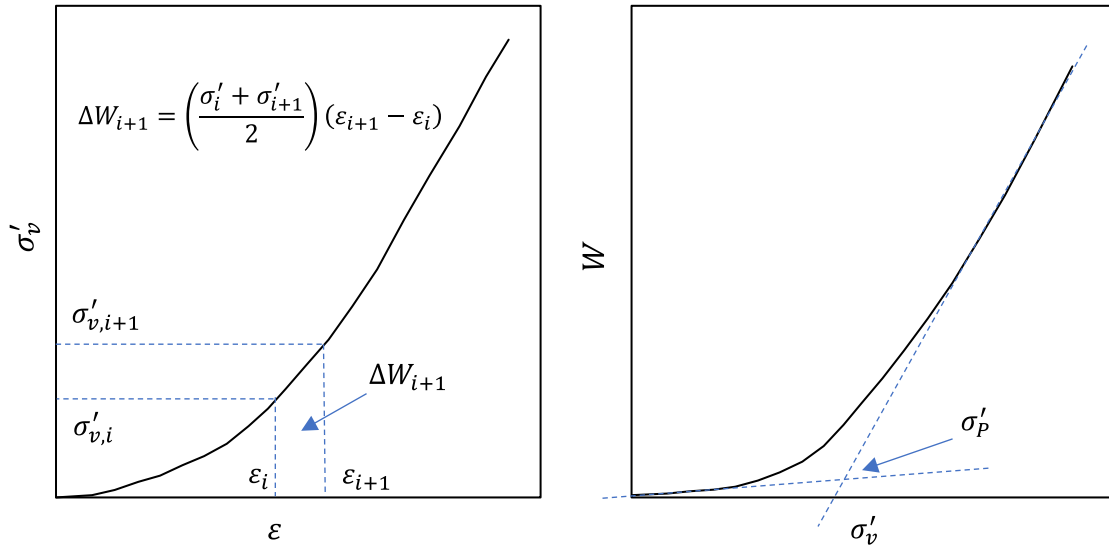 ΔW_{i+1} = ((σ′_i + σ′_{i+1}) / 2) (ε_{i+1} − ε_i)
σ′_v
σ′_{v,i+1}
ΔW_{i+1}
σ′_{v,i}
ε_i
ε_{i+1}
ε
W
σ′_P
σ′_v